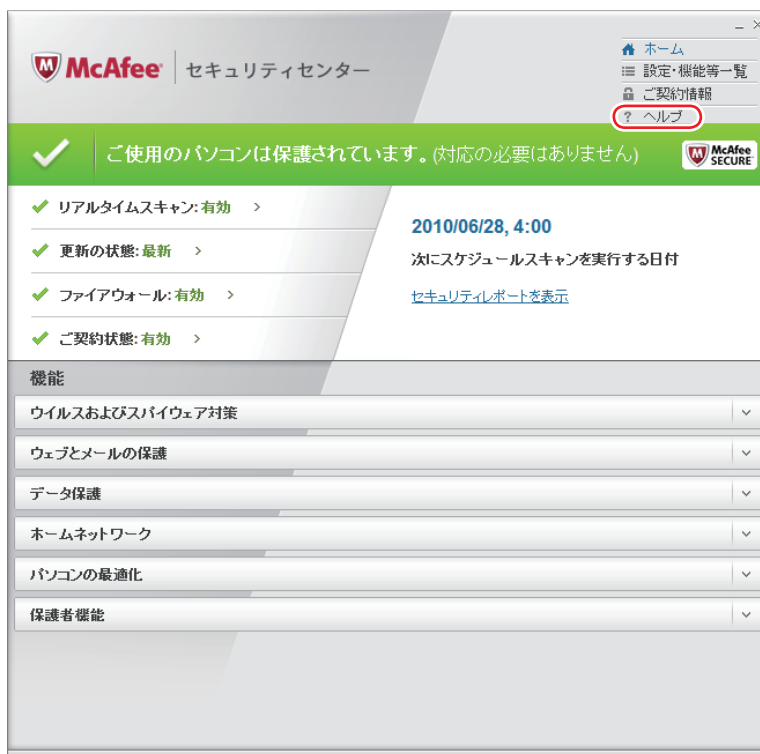 McAfee セキュリティセンター
ホーム
設定・機能等一覧
ご契約情報
? ヘルプ
ご使用のパソコンは保護されています。(対応の必要はありません)
McAfee SECURE
リアルタイムスキャン:有効 >
更新の状態:最新 >
ファイアウォール:有効 >
ご契約状態:有効 >
2010/06/28, 4:00
次にスケジュールスキャンを実行する日付
セキュリティレポートを表示
機能
ウイルスおよびスパイウェア対策
ウェブとメールの保護
データ保護
ホームネットワーク
パソコンの最適化
保護者機能